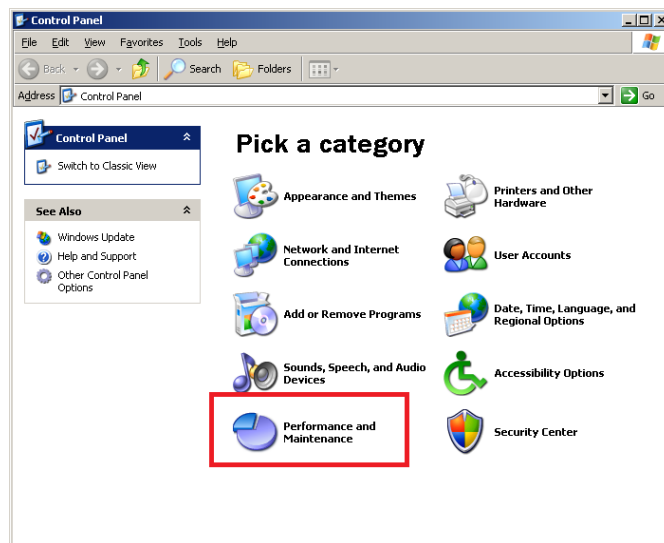 Control Panel
File Edit View Favorites Tools Help
Back Search Folders
Address Control Panel Go
Control Panel
Switch to Classic View
See Also
Windows Update
Help and Support
Other Control Panel
Options
Pick a category
Appearance and Themes
Printers and Other
Hardware
Network and Internet
Connections
User Accounts
Add or Remove Programs
Date, Time, Language, and
Regional Options
Sounds, Speech, and Audio
Devices
Accessibility Options
Performance and
Maintenance
Security Center